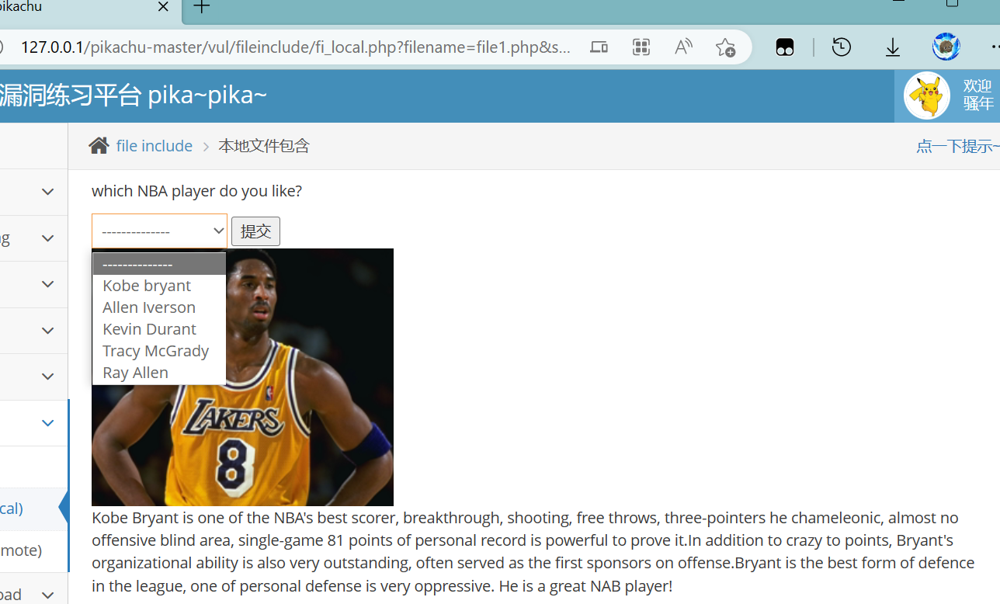 pikachu
127.0.0.1/pikachu-master/vul/fileinclude/fi_local.php?filename=file1.php&s...
漏洞练习平台 pika~pika~
欢迎
骚年
file include > 本地文件包含
点一下提示~
which NBA player do you like?
-------------- 提交
--------------
Kobe bryant
Allen Iverson
Kevin Durant
Tracy McGrady
Ray Allen
LAKERS
8
Kobe Bryant is one of the NBA's best scorer, breakthrough, shooting, free throws, three-pointers he chameleonic, almost no
offensive blind area, single-game 81 points of personal record is powerful to prove it.In addition to crazy to points, Bryant's
organizational ability is also very outstanding, often served as the first sponsors on offense.Bryant is the best form of defence
in the league, one of personal defense is very oppressive. He is a great NAB player!
g
cal)
mote)
oad